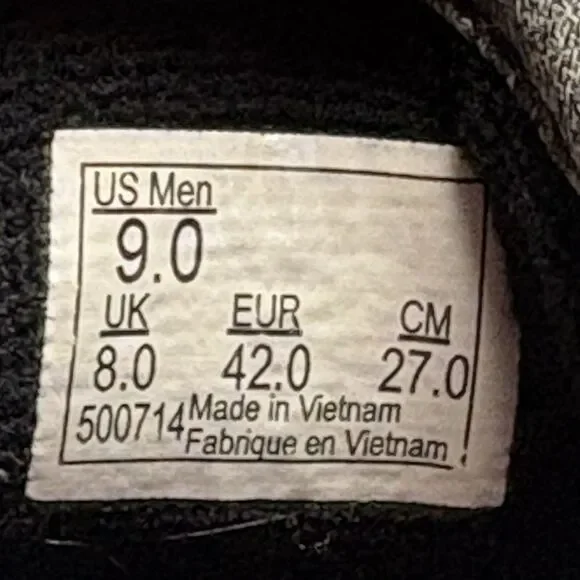 US Men
9.0
UK EUR CM
8.0 42.0 27.0
500714 Made in Vietnam
Fabrique en Vietnam